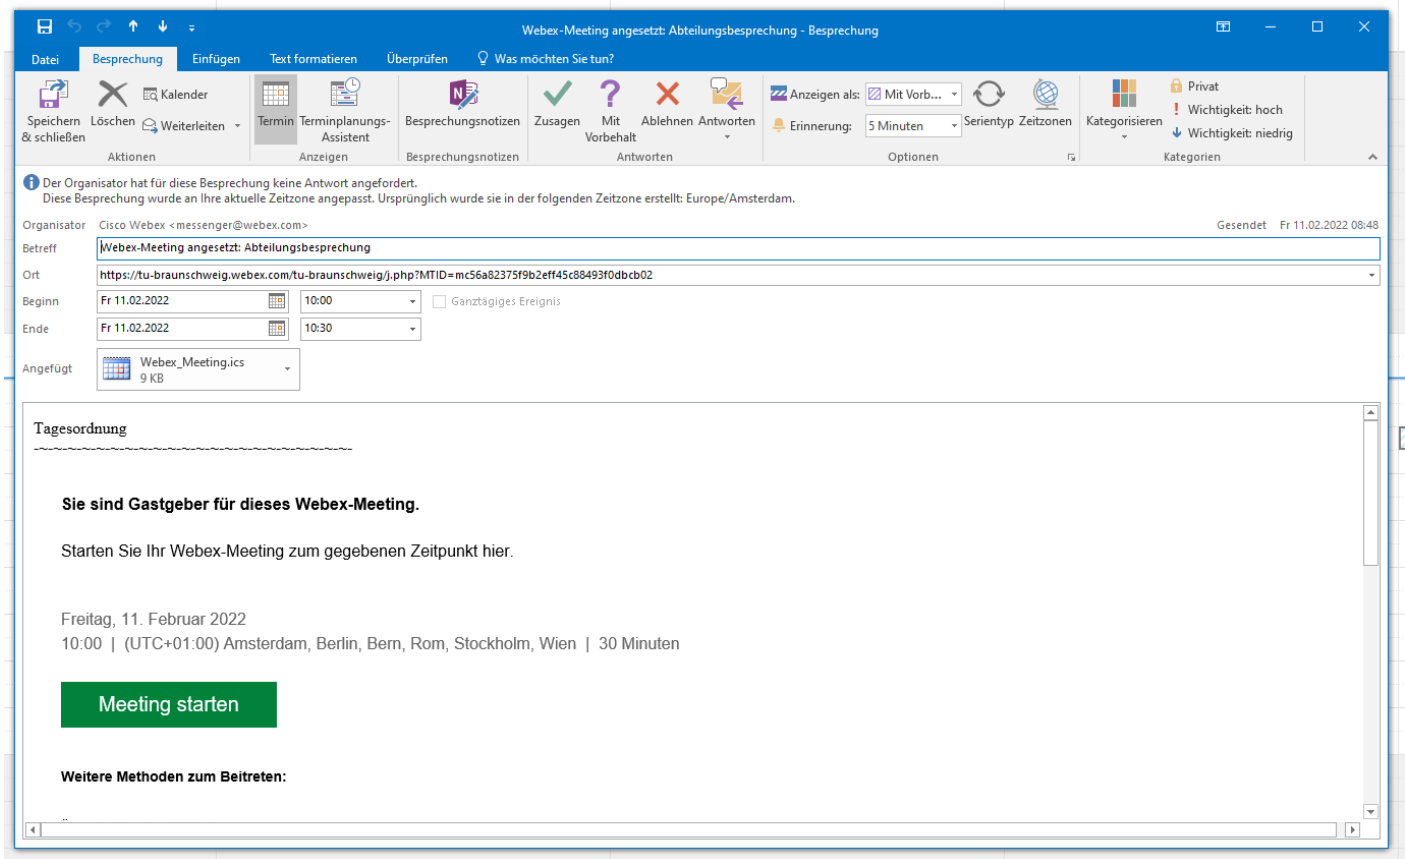 Webex-Meeting angesetzt: Abteilungsbesprechung - Besprechung
Datei Besprechung Einfügen Text formatieren Überprüfen Was möchten Sie tun?
Speichern & schließen
Löschen
Kalender
Weiterleiten
Aktionen
Termin
Terminplanungs-
Assistent
Anzeigen
Besprechungsnotizen
Besprechungsnotizen
Zusagen
Mit
Vorbehalt
Ablehnen
Antworten
Antworten
Anzeigen als: Mit Vorb...
Erinnerung: 5 Minuten
Serientyp
Zeitzonen
Optionen
Kategorisieren
Privat
Wichtigkeit: hoch
Wichtigkeit: niedrig
Kategorien
Der Organisator hat für diese Besprechung keine Antwort angefordert.
Diese Besprechung wurde an Ihre aktuelle Zeitzone angepasst. Ursprünglich wurde sie in der folgenden Zeitzone erstellt: Europe/Amsterdam.
Organisator Cisco Webex <messenger@webex.com> Gesendet Fr 11.02.2022 08:48
Betreff Webex-Meeting angesetzt: Abteilungsbesprechung
Ort https://tu-braunschweig.webex.com/tu-braunschweig/j.php?MTID=mc56a82375f9b2eff45c88493f0dbcb02
Beginn Fr 11.02.2022 10:00 Ganztägiges Ereignis
Ende Fr 11.02.2022 10:30
Angefügt Webex_Meeting.ics
9 KB
Tagesordnung
-~-~-~-~-~-~-~-~-~-~-~-~-~-~-~-~-~-~-~-~-~-~-
Sie sind Gastgeber für dieses Webex-Meeting.
Starten Sie Ihr Webex-Meeting zum gegebenen Zeitpunkt hier.
Freitag, 11. Februar 2022
10:00 | (UTC+01:00) Amsterdam, Berlin, Bern, Rom, Stockholm, Wien | 30 Minuten
Meeting starten
Weitere Methoden zum Beitreten: